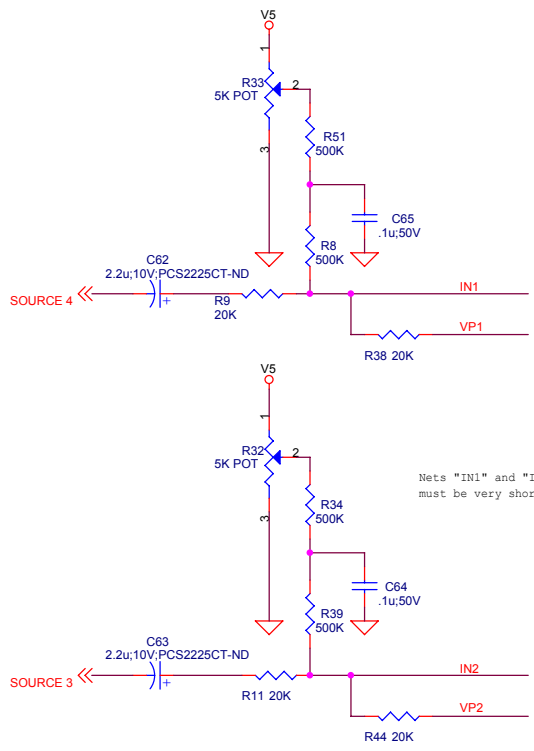 V5
1
R33
5K POT
2
3
R51
500K
C65
.1u;50V
R8
500K
C62
2.2u;10V;PCS2225CT-ND
+
SOURCE 4
R9
20K
IN1
VP1
R38 20K
V5
1
R32
5K POT
2
3
R34
500K
Nets "IN1" and "I
must be very shor
C64
.1u;50V
R39
500K
C63
2.2u;10V;PCS2225CT-ND
+
SOURCE 3
R11 20K
IN2
VP2
R44 20K